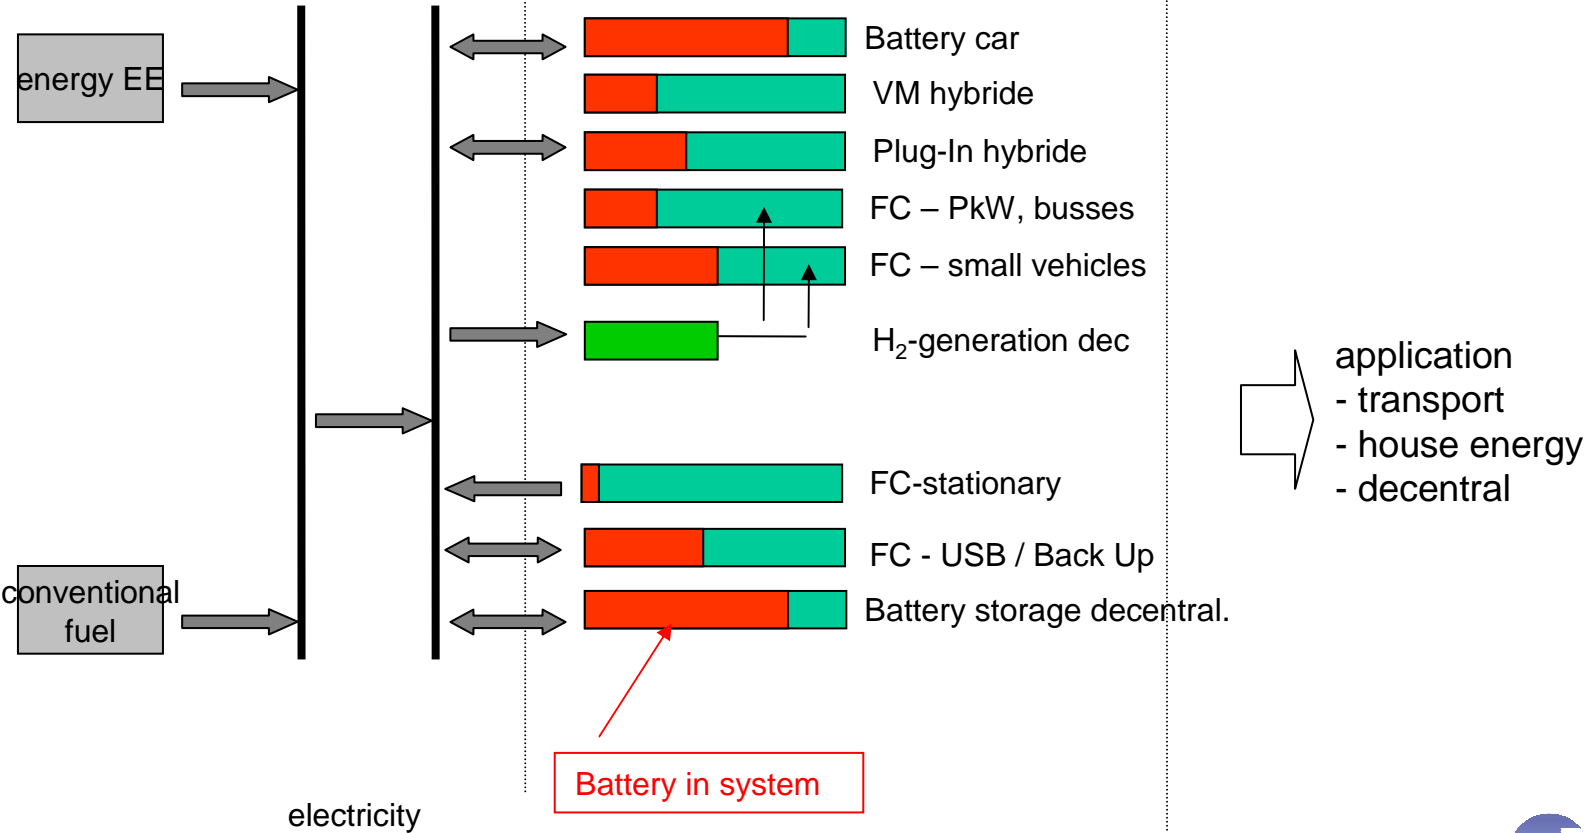 energy EE
conventional
fuel
electricity
Battery car
VM hybride
Plug-In hybride
FC – PkW, busses
FC – small vehicles
H₂-generation dec
FC-stationary
FC - USB / Back Up
Battery storage decentral.
Battery in system
application
- transport
- house energy
- decentral